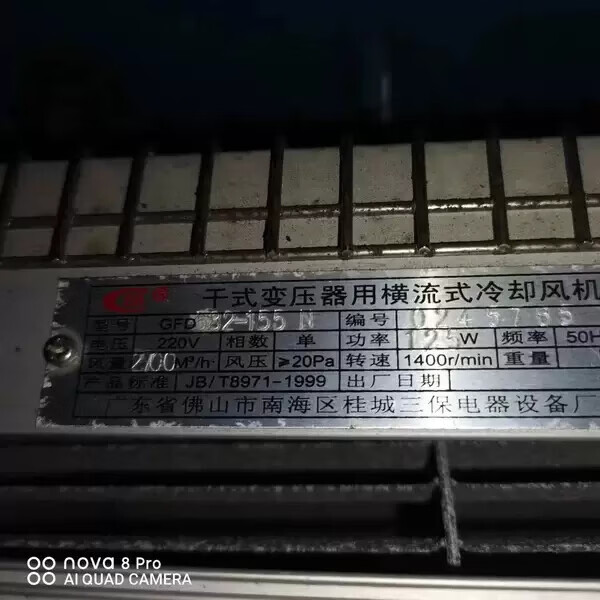 干式变压器用横流式冷却风机
型号 GFD 2-155 N 编号
电压 220V 相数 单 功率 W 频率 50H
风量 M³/h 风压 ≥20Pa 转速 1400r/min 重量
产品标准 JB/T8971-1999 出厂日期
广东省佛山市南海区桂城三保电器设备厂
nova 8 Pro
AI QUAD CAMERA